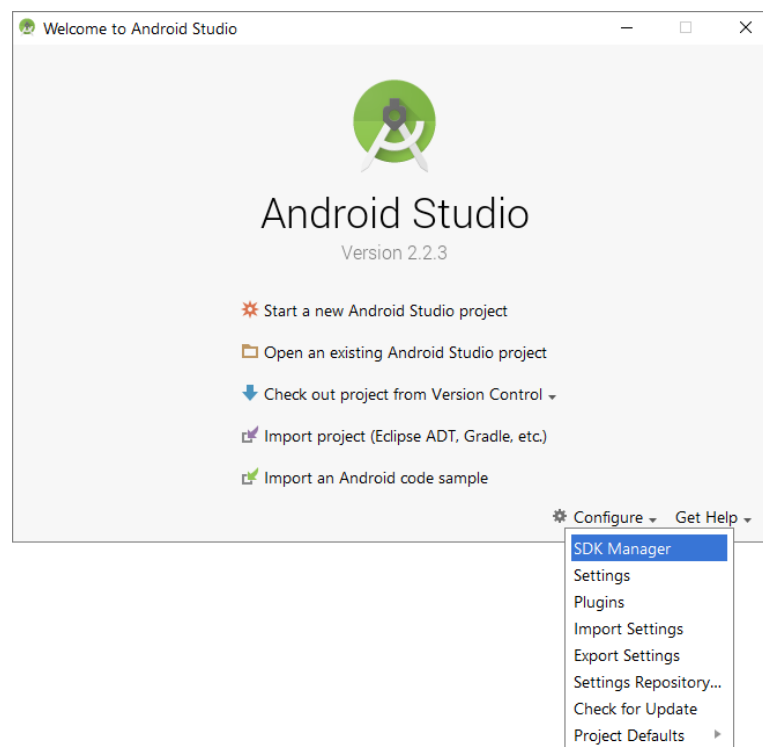 Welcome to Android Studio
Android Studio
Version 2.2.3
Start a new Android Studio project
Open an existing Android Studio project
Check out project from Version Control
Import project (Eclipse ADT, Gradle, etc.)
Import an Android code sample
Configure Get Help
SDK Manager
Settings
Plugins
Import Settings
Export Settings
Settings Repository...
Check for Update
Project Defaults